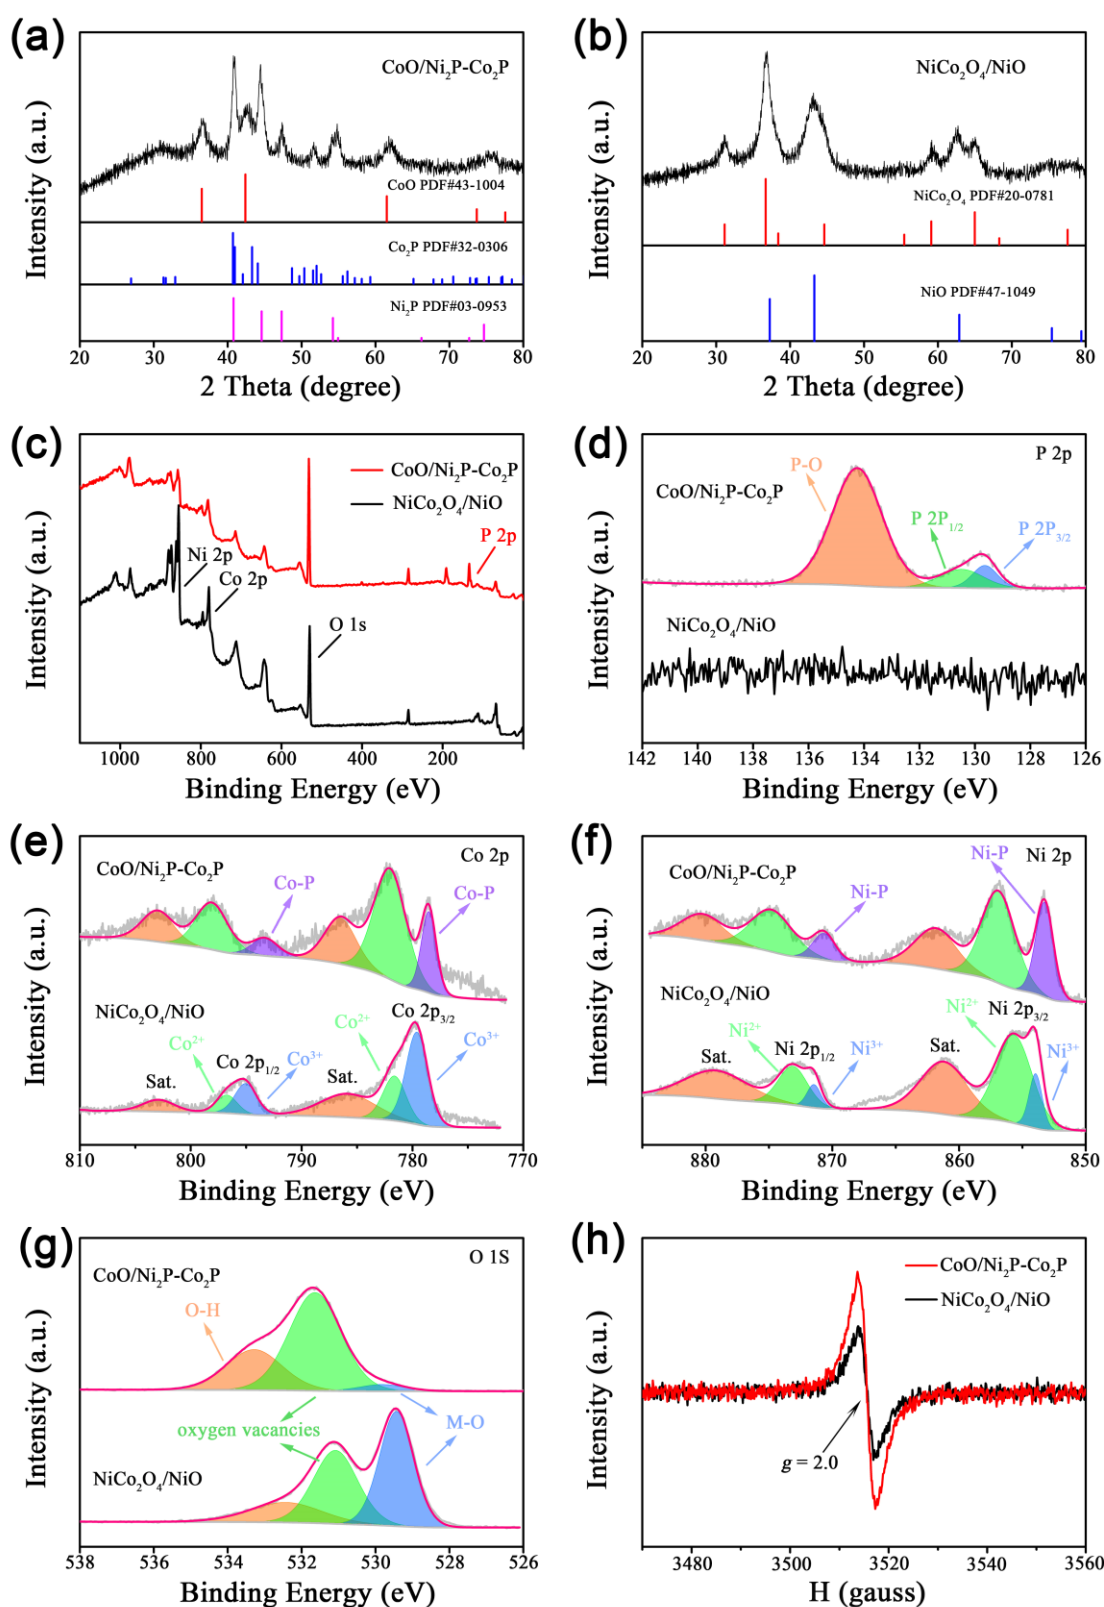 (a)
CoO/Ni₂P-Co₂P
CoO PDF#43-1004
Co₂P PDF#32-0306
Ni₂P PDF#03-0953
Intensity (a.u.)
20 30 40 50 60 70 80
2 Theta (degree)
(b)
NiCo₂O₄/NiO
NiCo₂O₄ PDF#20-0781
NiO PDF#47-1049
Intensity (a.u.)
20 30 40 50 60 70 80
2 Theta (degree)
(c)
CoO/Ni₂P-Co₂P
NiCo₂O₄/NiO
P 2p
Ni 2p
Co 2p
O 1s
Intensity (a.u.)
1000 800 600 400 200
Binding Energy (eV)
(d)
P 2p
P-O
CoO/Ni₂P-Co₂P
P 2P₁/₂
P 2P₃/₂
NiCo₂O₄/NiO
Intensity (a.u.)
142 140 138 136 134 132 130 128 126
Binding Energy (eV)
(e)
Co 2p
CoO/Ni₂P-Co₂P
Co-P
Co-P
NiCo₂O₄/NiO
Co 2p₃/₂
Co²⁺
Co²⁺
Co³⁺
Co 2p₁/₂
Co³⁺
Sat.
Sat.
Intensity (a.u.)
810 800 790 780 770
Binding Energy (eV)
(f)
Ni-P
Ni 2p
CoO/Ni₂P-Co₂P
Ni-P
NiCo₂O₄/NiO
Ni²⁺
Ni 2p₃/₂
Ni²⁺
Sat.
Ni 2p₁/₂
Ni³⁺
Sat.
Ni³⁺
Intensity (a.u.)
880 870 860 850
Binding Energy (eV)
(g)
O 1S
CoO/Ni₂P-Co₂P
O-H
oxygen vacancies
M-O
NiCo₂O₄/NiO
Intensity (a.u.)
538 536 534 532 530 528 526
Binding Energy (eV)
(h)
CoO/Ni₂P-Co₂P
NiCo₂O₄/NiO
g = 2.0
Intensity (a.u.)
3480 3500 3520 3540 3560
H (gauss)